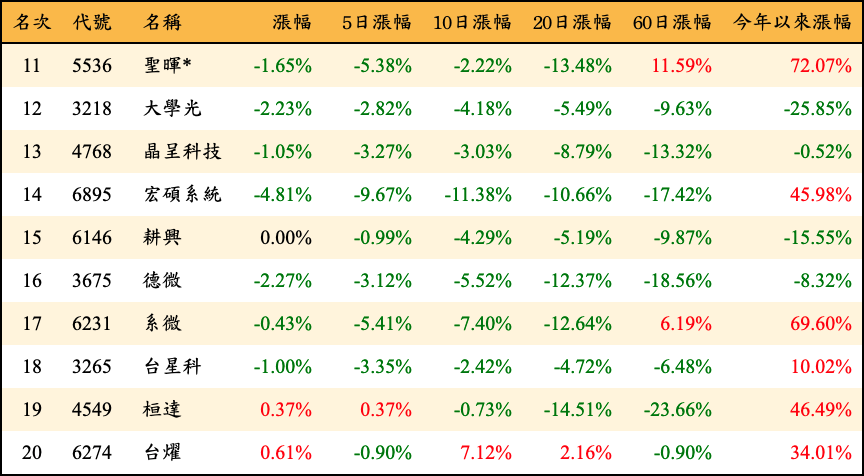 名次 代號 名稱 漲幅 5日漲幅 10日漲幅 20日漲幅 60日漲幅 今年以來漲幅
11 5536 聖暉* -1.65% -5.38% -2.22% -13.48% 11.59% 72.07%
12 3218 大學光 -2.23% -2.82% -4.18% -5.49% -9.63% -25.85%
13 4768 晶呈科技 -1.05% -3.27% -3.03% -8.79% -13.32% -0.52%
14 6895 宏碩系統 -4.81% -9.67% -11.38% -10.66% -17.42% 45.98%
15 6146 耕興 0.00% -0.99% -4.29% -5.19% -9.87% -15.55%
16 3675 德微 -2.27% -3.12% -5.52% -12.37% -18.56% -8.32%
17 6231 系微 -0.43% -5.41% -7.40% -12.64% 6.19% 69.60%
18 3265 台星科 -1.00% -3.35% -2.42% -4.72% -6.48% 10.02%
19 4549 桓達 0.37% 0.37% -0.73% -14.51% -23.66% 46.49%
20 6274 台燿 0.61% -0.90% 7.12% 2.16% -0.90% 34.01%